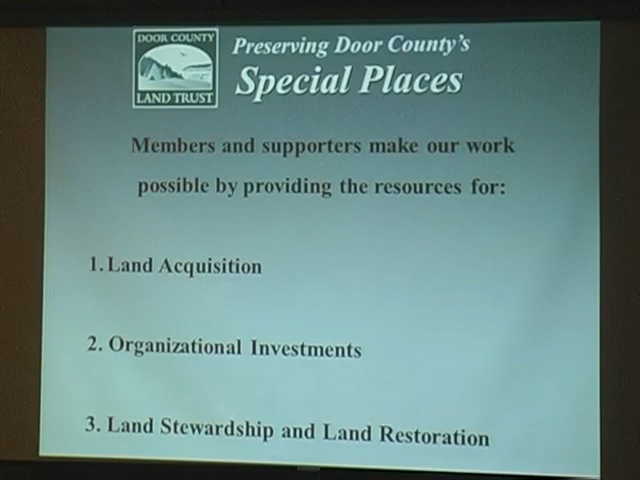 DOOR COUNTY
LAND TRUST
Preserving Door County's
Special Places
Members and supporters make our work
possible by providing the resources for:
1. Land Acquisition
2. Organizational Investments
3. Land Stewardship and Land Restoration